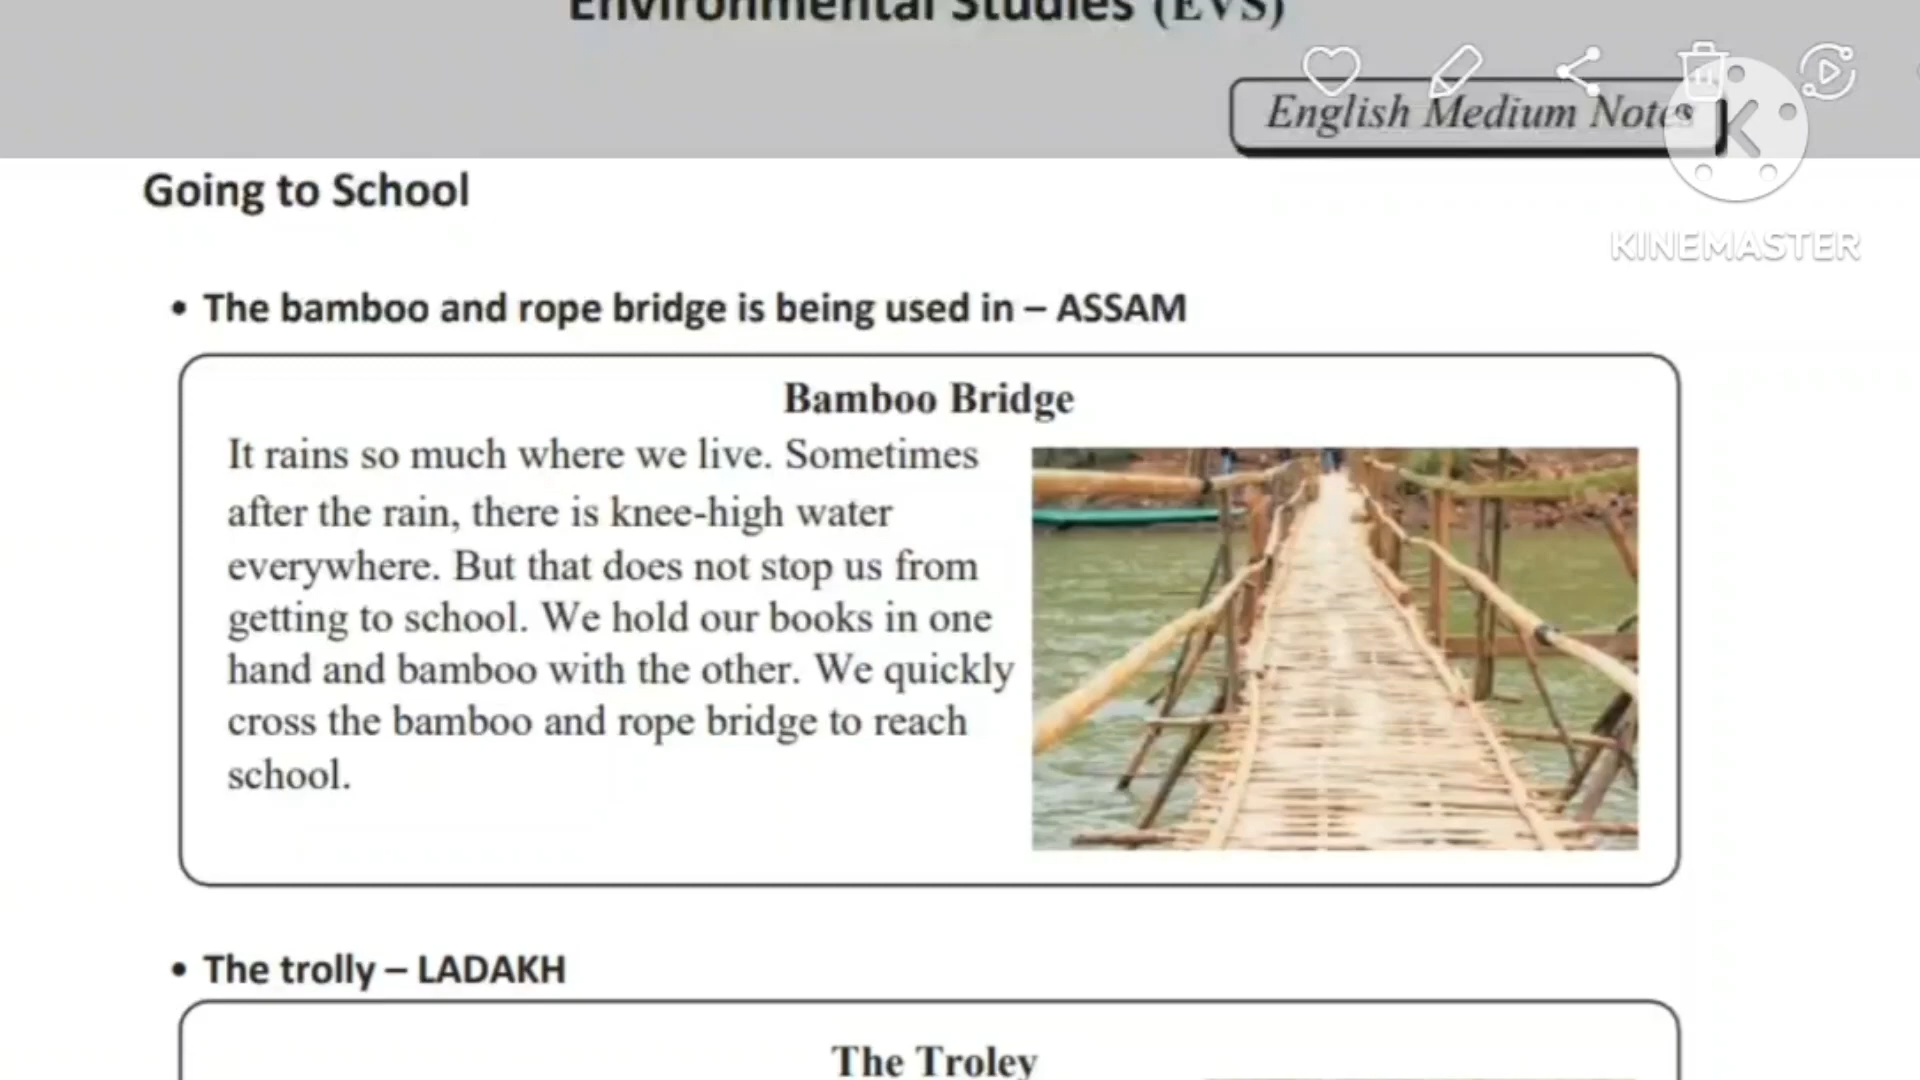 Environmental Studies (EVS)
English Medium Notes
KINEMASTER
Going to School
• The bamboo and rope bridge is being used in – ASSAM
Bamboo Bridge
It rains so much where we live. Sometimes
after the rain, there is knee-high water
everywhere. But that does not stop us from
getting to school. We hold our books in one
hand and bamboo with the other. We quickly
cross the bamboo and rope bridge to reach
school.
• The trolly – LADAKH
The Troley